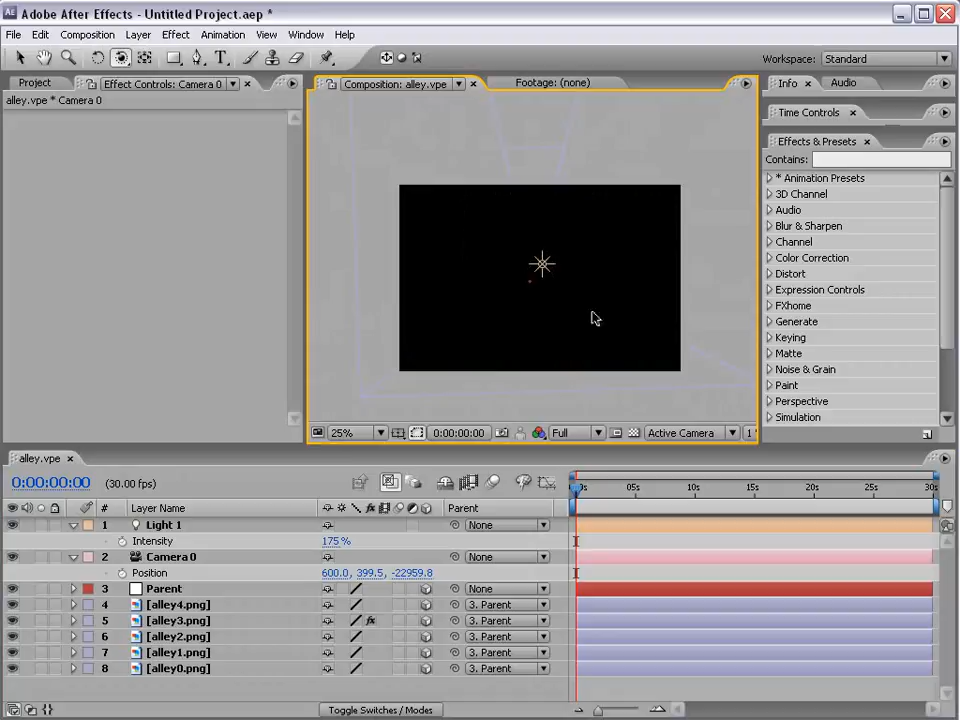 Adobe After Effects - Untitled Project.aep *
File Edit Composition Layer Effect Animation View Window Help
Workspace: Standard
Project Effect Controls: Camera 0 Composition: alley.vpe Footage: (none) Info Audio
alley.vpe * Camera 0
Time Controls
Effects & Presets
Contains:
* Animation Presets
3D Channel
Audio
Blur & Sharpen
Channel
Color Correction
Distort
Expression Controls
FXhome
Generate
Keying
Matte
Noise & Grain
Paint
Perspective
Simulation
25% 0:00:00:00 Full Active Camera 1
alley.vpe
0:00:00:00 (30.00 fps)
05s 10s 15s 20s 25s 30s
# Layer Name Parent
1 Light 1 None
Intensity 175 %
2 Camera 0 None
Position 600.0, 399.5, -22959.8
3 Parent None
4 [alley4.png] 3. Parent
5 [alley3.png] 3. Parent
6 [alley2.png] 3. Parent
7 [alley1.png] 3. Parent
8 [alley0.png] 3. Parent
Toggle Switches / Modes